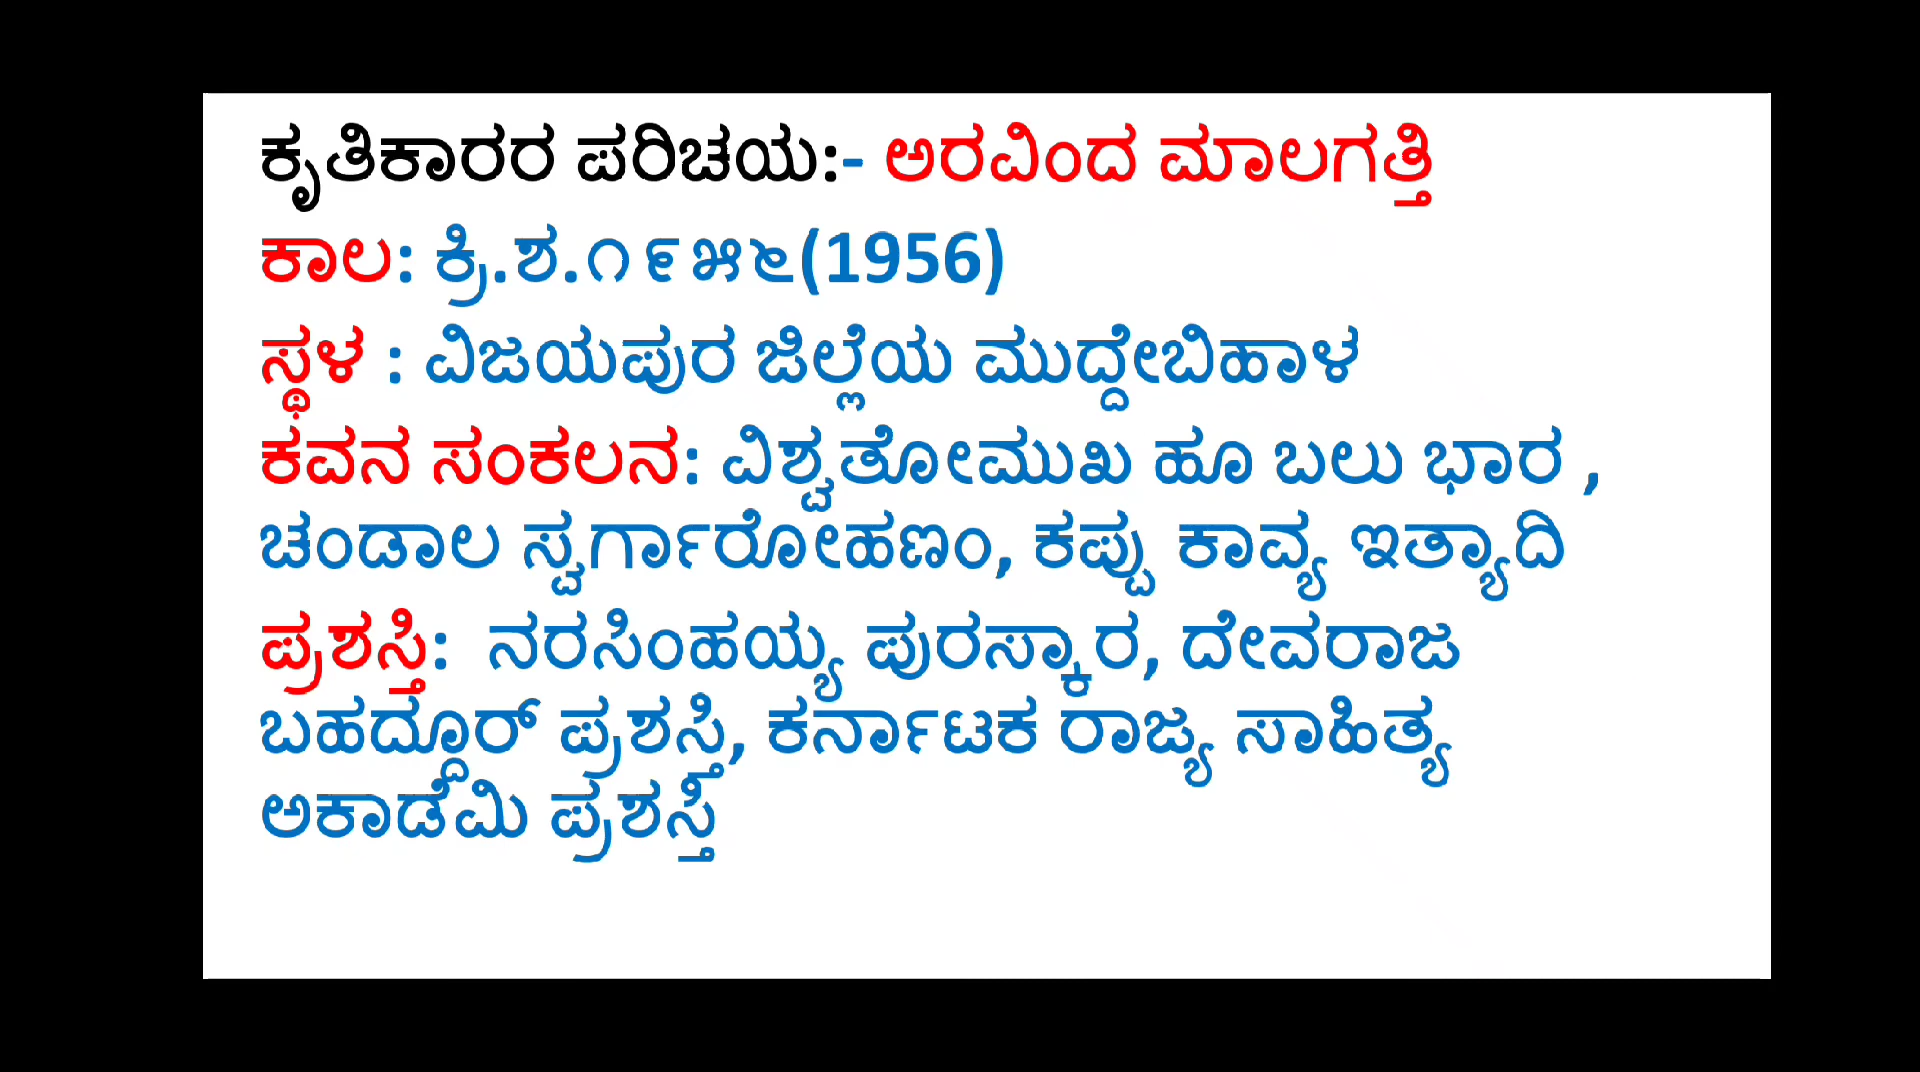 ಕೃತಿಕಾರರ ಪರಿಚಯ:- ಅರವಿಂದ ಮಾಲಗತ್ತಿ
ಕಾಲ: ಕ್ರಿ.ಶ.೧೯೫೬(1956)
ಸ್ಥಳ : ವಿಜಯಪುರ ಜಿಲ್ಲೆಯ ಮುದ್ದೇಬಿಹಾಳ
ಕವನ ಸಂಕಲನ: ವಿಶ್ವತೋಮುಖ ಹೂ ಬಲು ಭಾರ ,
ಚಂಡಾಲ ಸ್ವರ್ಗಾರೋಹಣಂ, ಕಪ್ಪು ಕಾವ್ಯ ಇತ್ಯಾದಿ
ಪ್ರಶಸ್ತಿ: ನರಸಿಂಹಯ್ಯ ಪುರಸ್ಕಾರ, ದೇವರಾಜ
ಬಹದ್ದೂರ್ ಪ್ರಶಸ್ತಿ, ಕರ್ನಾಟಕ ರಾಜ್ಯ ಸಾಹಿತ್ಯ
ಅಕಾಡೆಮಿ ಪ್ರಶಸ್ತಿ